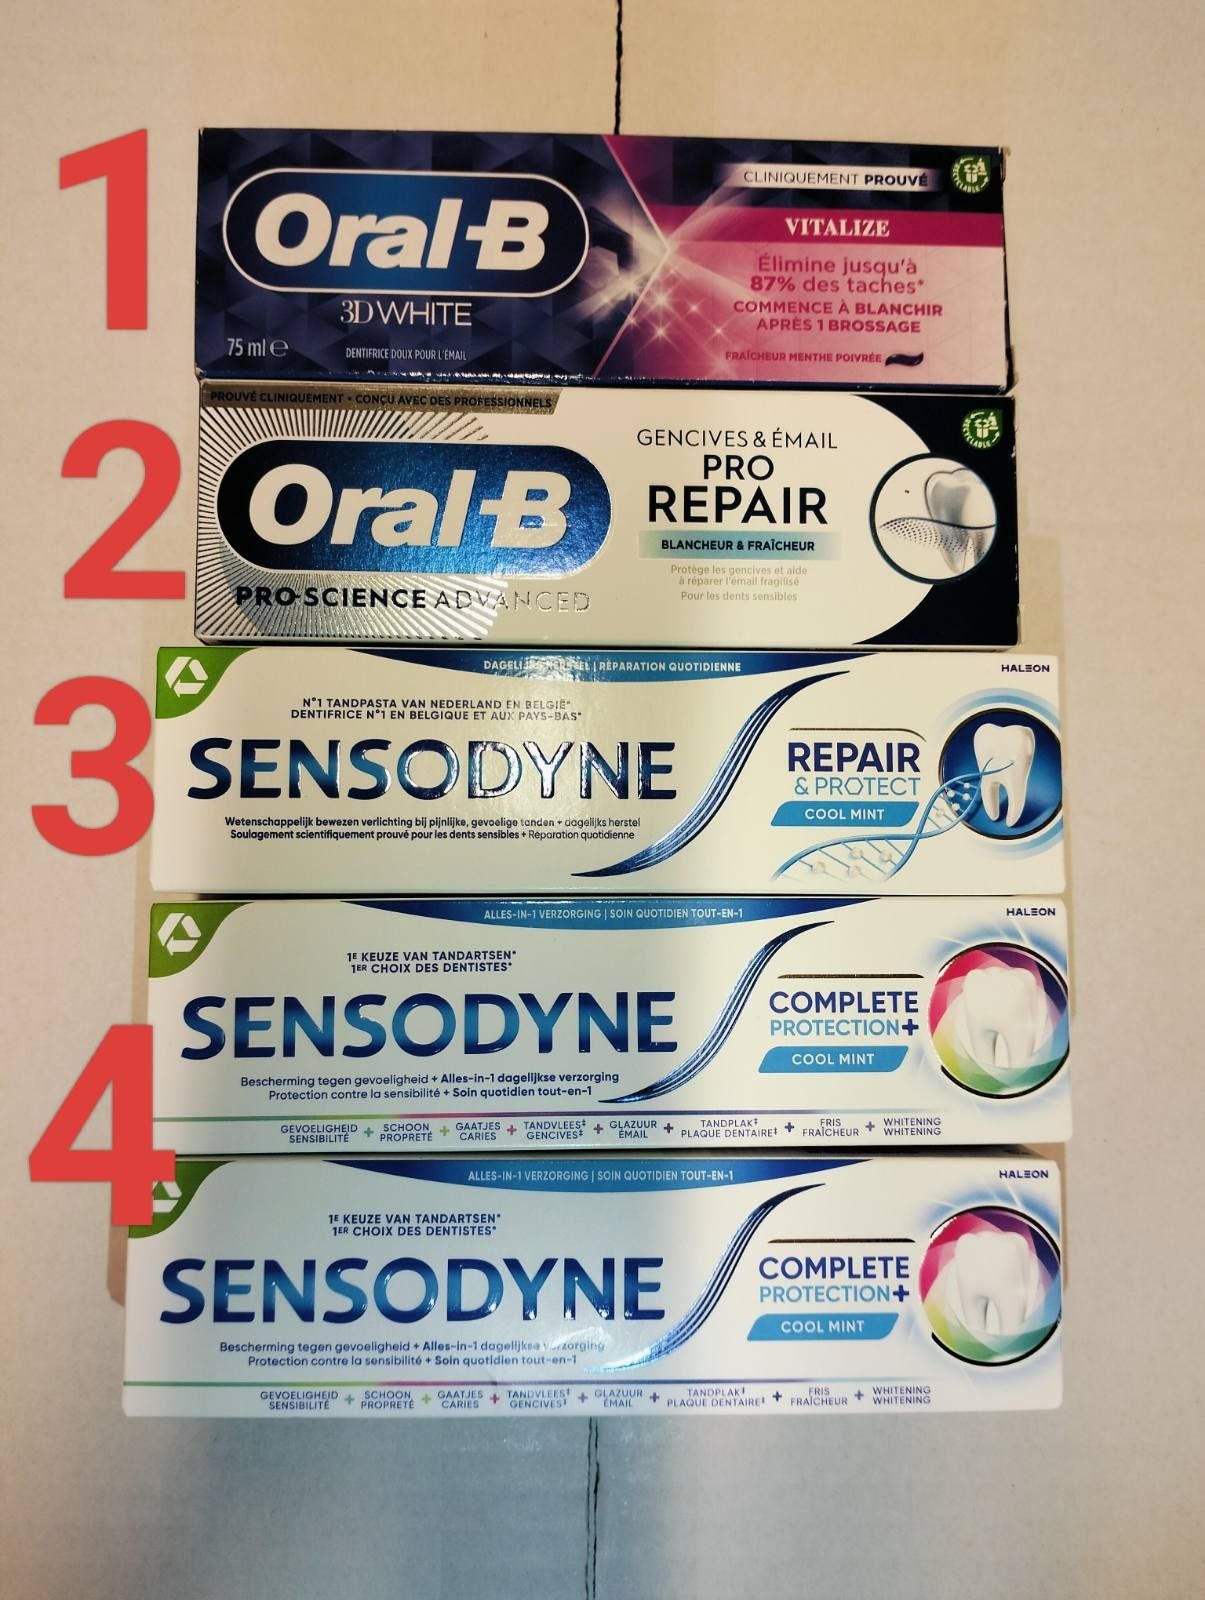 1
Oral-B
3DWHITE
75 ml e
DENTIFRICE DOUX POUR L'ÉMAIL
CLINIQUEMENT PROUVÉ
RECYCLABLE
VITALIZE
Élimine jusqu'à
87% des taches*
COMMENCE À BLANCHIR
APRÈS 1 BROSSAGE
FRAÎCHEUR MENTHE POIVRÉE
2
PROUVÉ CLINIQUEMENT • CONÇU AVEC DES PROFESSIONNELS
Oral-B
PRO-SCIENCE ADVANCED
GENCIVES & ÉMAIL
PRO
REPAIR
BLANCHEUR & FRAÎCHEUR
Protège les gencives et aide
à réparer l'émail fragilisé
Pour les dents sensibles
RECYCLABLE
3
DAGELIJKS HERSTEL | RÉPARATION QUOTIDIENNE
HALEON
N°1 TANDPASTA VAN NEDERLAND EN BELGIË*
DENTIFRICE N°1 EN BELGIQUE ET AUX PAYS-BAS*
SENSODYNE
Wetenschappelijk bewezen verlichting bij pijnlijke, gevoelige tanden + dagelijks herstel
Soulagement scientifiquement prouvé pour les dents sensibles + Réparation quotidienne
REPAIR
& PROTECT
COOL MINT
4
ALLES-IN-1 VERZORGING | SOIN QUOTIDIEN TOUT-EN-1
HALEON
1E KEUZE VAN TANDARTSEN*
1ER CHOIX DES DENTISTES*
SENSODYNE
Bescherming tegen gevoeligheid + Alles-in-1 dagelijkse verzorging
Protection contre la sensibilité + Soin quotidien tout-en-1
COMPLETE
PROTECTION+
COOL MINT
GEVOELIGHEID + SCHOON + GAATJES + TANDVLEES‡ + GLAZUUR + TANDPLAK‡ + FRIS + WHITENING
SENSIBILITÉ PROPRETÉ CARIES GENCIVES‡ ÉMAIL PLAQUE DENTAIRE‡ FRAÎCHEUR WHITENING
ALLES-IN-1 VERZORGING | SOIN QUOTIDIEN TOUT-EN-1
HALEON
1E KEUZE VAN TANDARTSEN*
1ER CHOIX DES DENTISTES*
SENSODYNE
Bescherming tegen gevoeligheid + Alles-in-1 dagelijkse verzorging
Protection contre la sensibilité + Soin quotidien tout-en-1
COMPLETE
PROTECTION+
COOL MINT
GEVOELIGHEID + SCHOON + GAATJES + TANDVLEES‡ + GLAZUUR + TANDPLAK‡ + FRIS + WHITENING
SENSIBILITÉ PROPRETÉ CARIES GENCIVES‡ ÉMAIL PLAQUE DENTAIRE‡ FRAÎCHEUR WHITENING